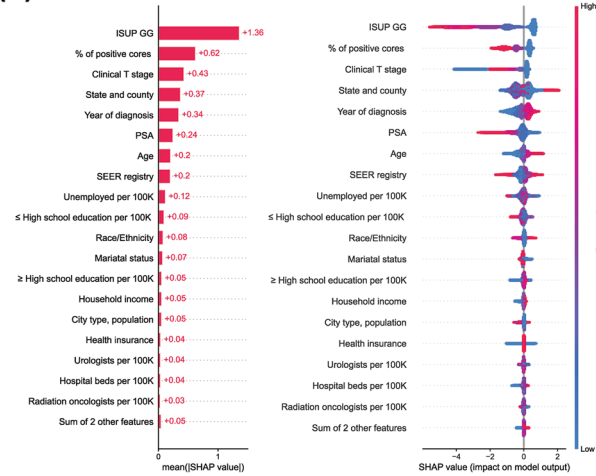 High
ISUP GG
+1.36
% of positive cores
+0.62
Clinical T stage
+0.43
State and county
+0.37
Year of diagnosis
+0.34
PSA
+0.24
Age
+0.2
SEER registry
+0.2
Unemployed per 100K
+0.12
≤ High school education per 100K
+0.09
Race/Ethnicity
+0.08
Mariatal status
+0.07
≥ High school education per 100K
+0.05
Household income
+0.05
City type, population
+0.05
Health insurance
+0.04
Urologists per 100K
+0.04
Hospital beds per 100K
+0.04
Radiation oncologists per 100K
+0.03
Sum of 2 other features
+0.05
0
1
mean(|SHAP value|)
ISUP GG
% of positive cores
Clinical T stage
State and county
Year of diagnosis
PSA
Age
SEER registry
Unemployed per 100K
≤ High school education per 100K
Race/Ethnicity
Mariatal status
≥ High school education per 100K
Household income
City type, population
Health insurance
Urologists per 100K
Hospital beds per 100K
Radiation oncologists per 100K
Sum of 2 other features
−4
−2
0
2
SHAP value (impact on model output)
Low